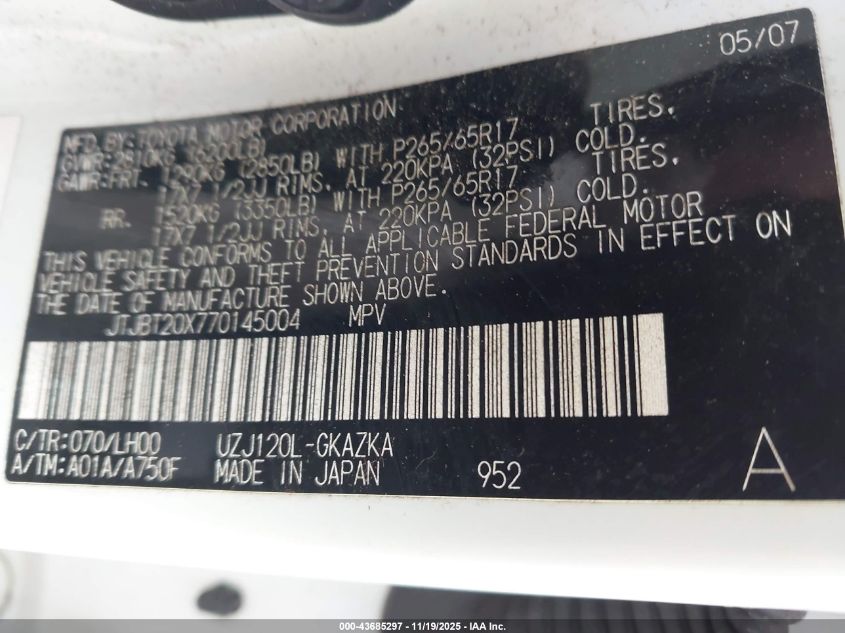 05/07
MFD.BY:TOYOTA MOTOR CORPORATION
GVWR:2810KG (6200LB)
GAWR:FRT. 1290KG (2850LB) WITH P265/65R17 TIRES,
17X7 1/2JJ RIMS, AT 220KPA (32PSI) COLD.
RR. 1520KG (3350LB) WITH P265/65R17 TIRES,
17X7 1/2JJ RIMS, AT 220KPA (32PSI) COLD.
THIS VEHICLE CONFORMS TO ALL APPLICABLE FEDERAL MOTOR
VEHICLE SAFETY AND THEFT PREVENTION STANDARDS IN EFFECT ON
THE DATE OF MANUFACTURE SHOWN ABOVE.
JTJBT20X770145004 MPV
C/TR:070/LH00 UZJ120L-GKAZKA
A/TM:A01A/A750F MADE IN JAPAN 952 A
000-43685297 - 11/19/2025 - IAA Inc.